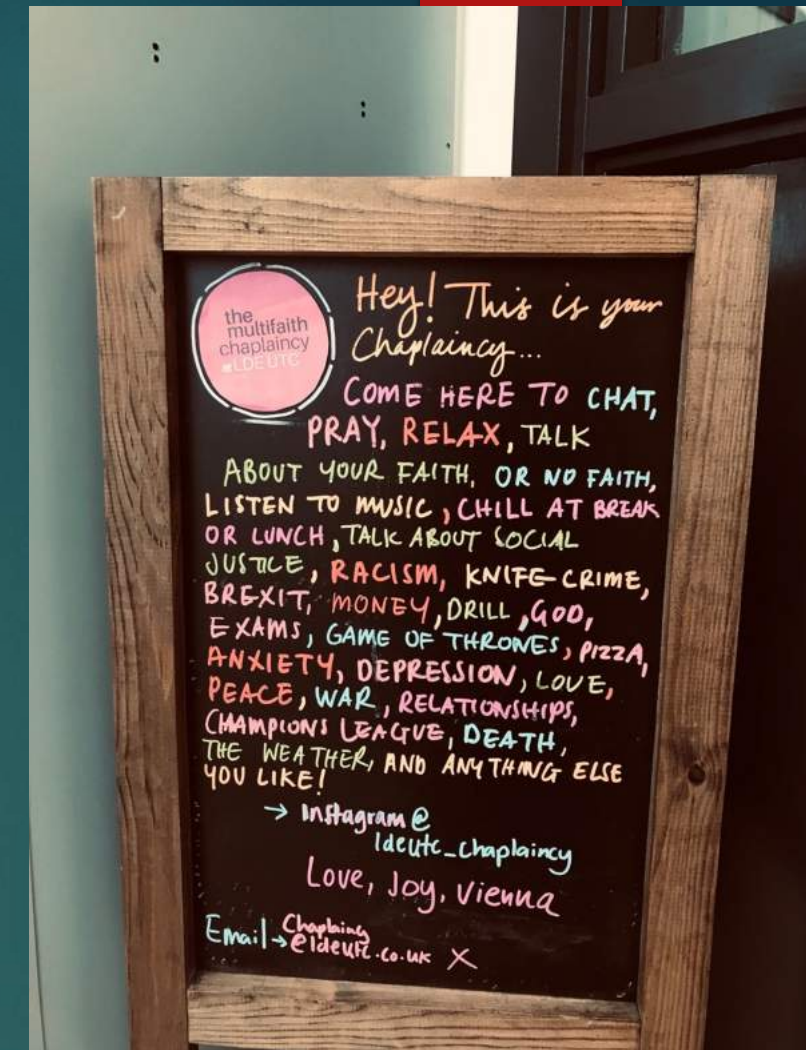 the
multifaith
chaplaincy
at LDE UTC
Hey! This is your
Chaplaincy...
COME HERE TO CHAT,
PRAY, RELAX, TALK
ABOUT YOUR FAITH, OR NO FAITH,
LISTEN TO MUSIC, CHILL AT BREAK
OR LUNCH, TALK ABOUT SOCIAL
JUSTICE, RACISM, KNIFE CRIME,
BREXIT, MONEY, DRILL, GOD,
EXAMS, GAME OF THRONES, PIZZA,
ANXIETY, DEPRESSION, LOVE,
PEACE, WAR, RELATIONSHIPS,
CHAMPIONS LEAGUE, DEATH,
THE WEATHER, AND ANYTHING ELSE
YOU LIKE!
→ Instagram @
ldeutc_chaplaincy
Love, Joy, Vienna
Chaplaincy
Email → @ldeutc.co.uk X